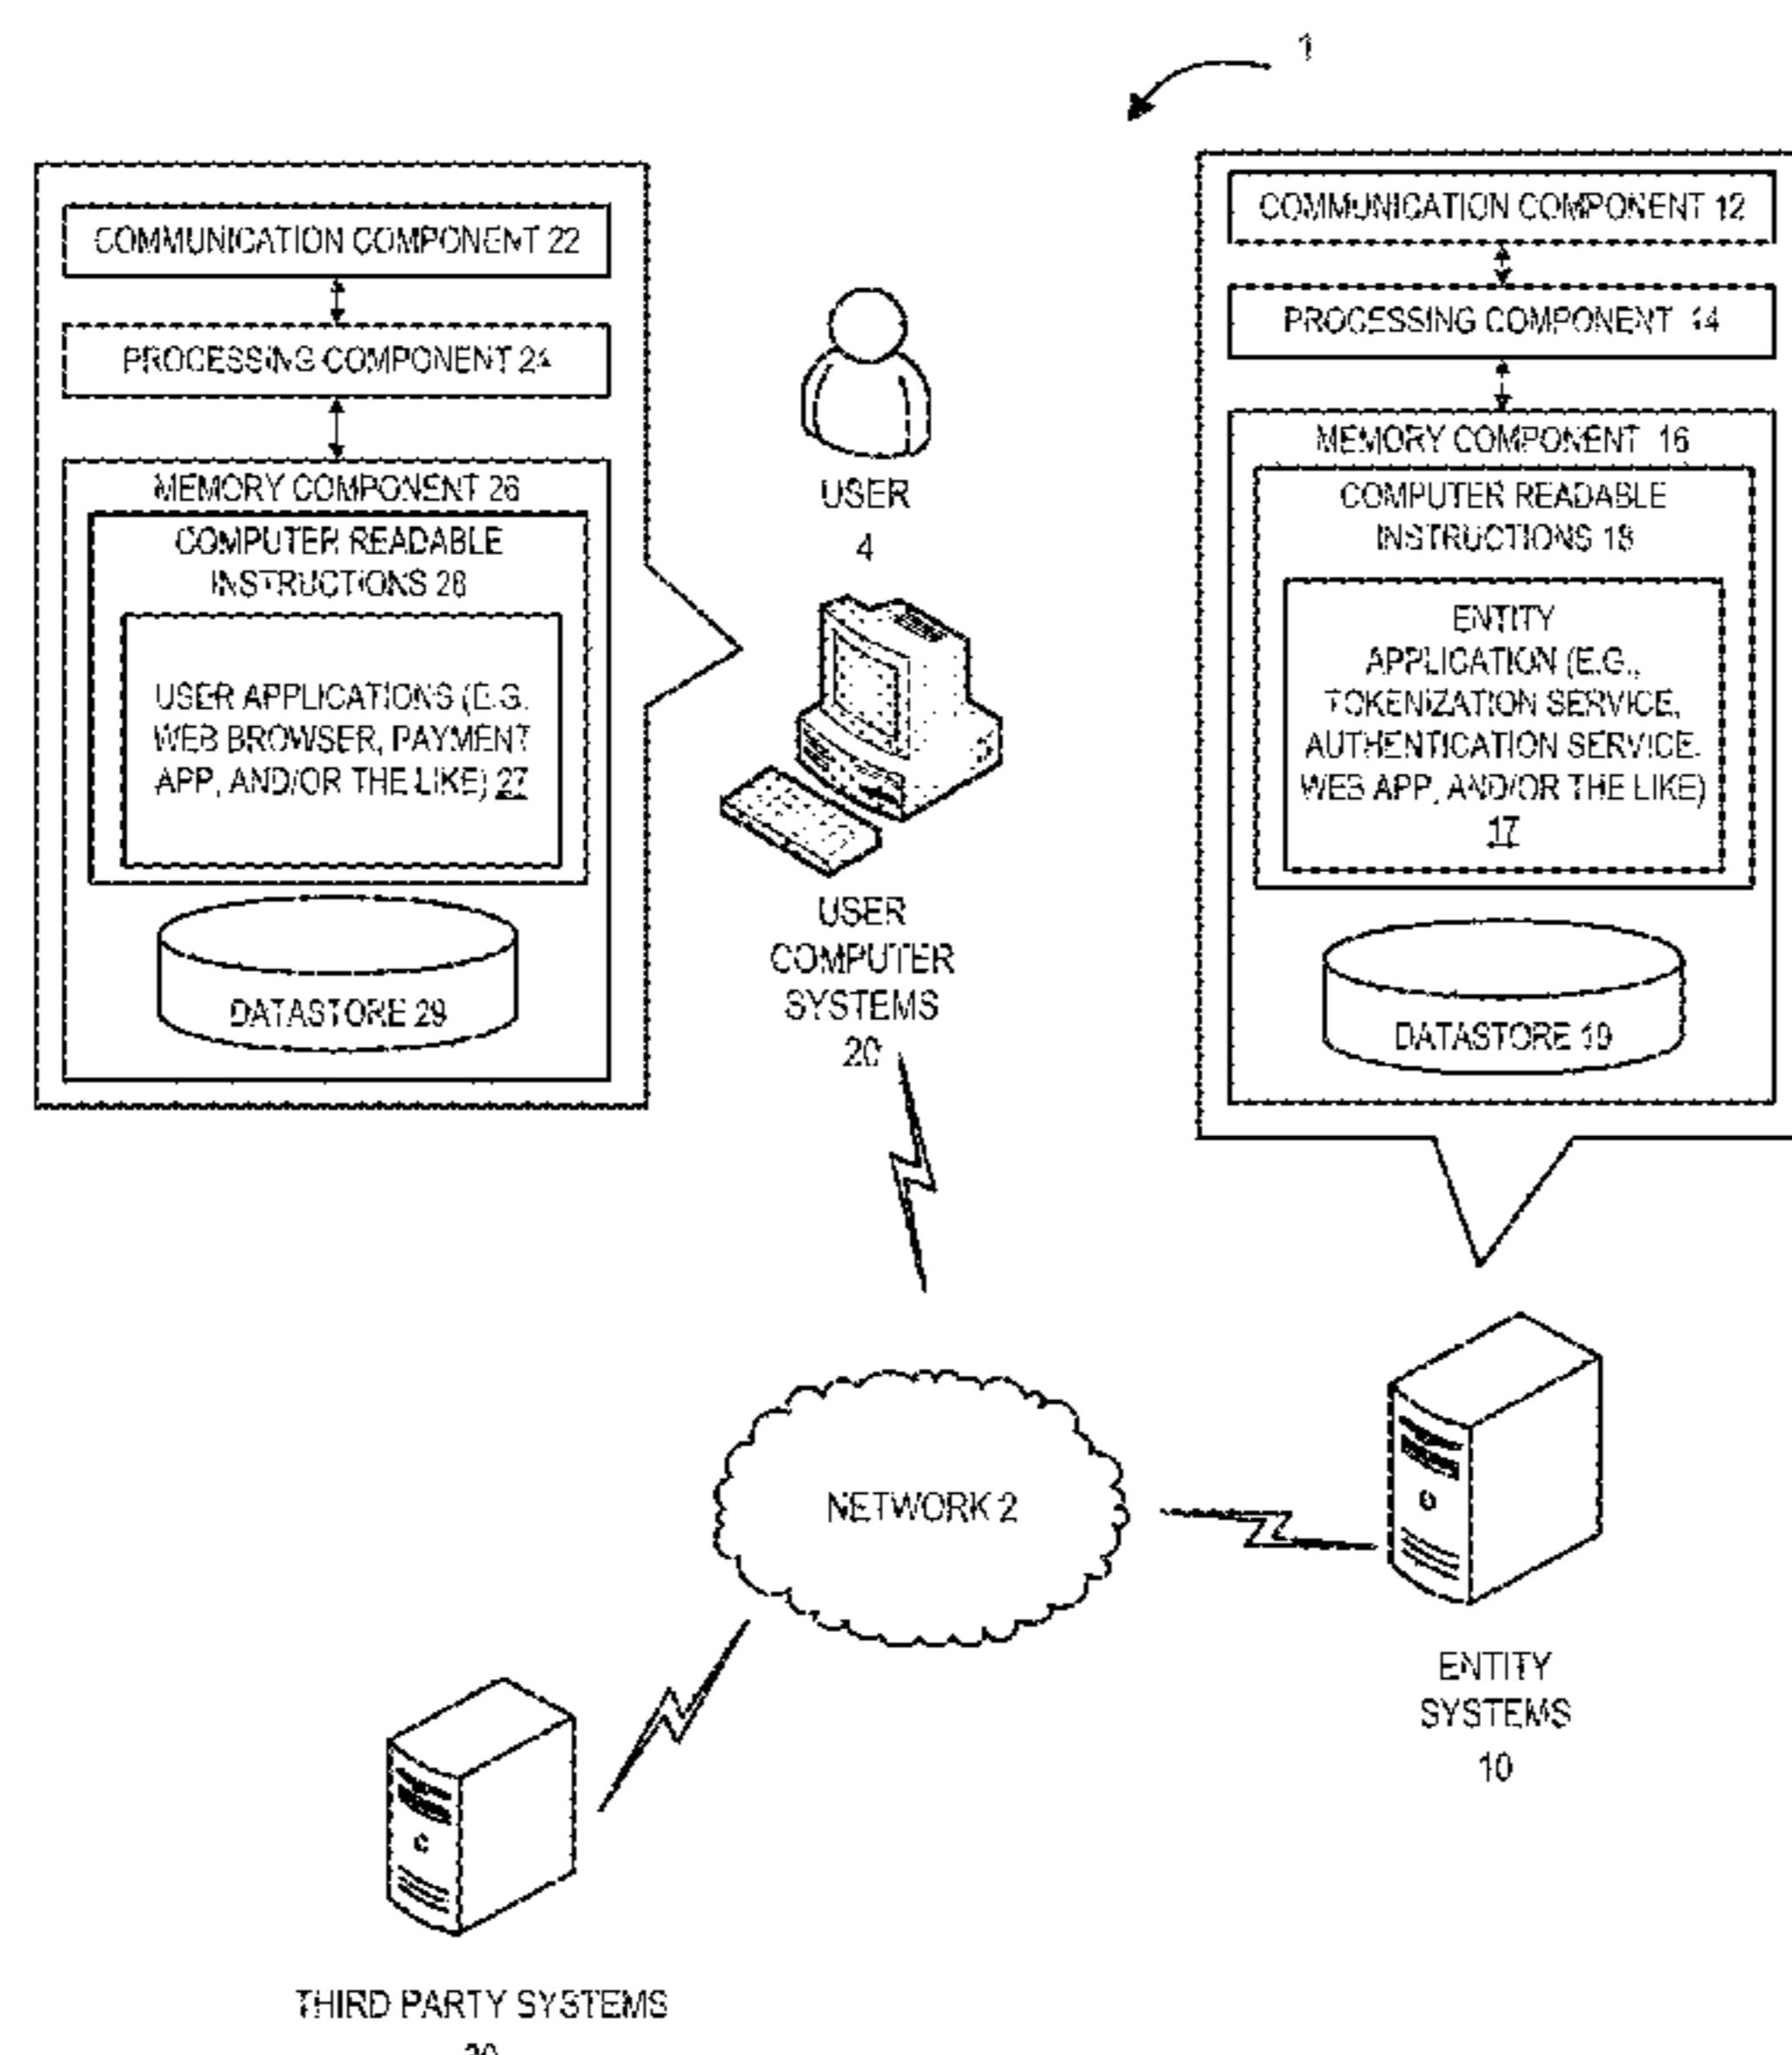 1
COMMUNICATION COMPONENT 22
PROCESSING COMPONENT 24
MEMORY COMPONENT 26
COMPUTER READABLE
INSTRUCTIONS 28
USER APPLICATIONS (E.G.
WEB BROWSER, PAYMENT
APP, AND/OR THE LIKE) 27
DATASTORE 29
USER
4
USER
COMPUTER
SYSTEMS
20
COMMUNICATION COMPONENT 12
PROCESSING COMPONENT 14
MEMORY COMPONENT 16
COMPUTER READABLE
INSTRUCTIONS 18
ENTITY
APPLICATION (E.G.,
TOKENIZATION SERVICE,
AUTHENTICATION SERVICE,
WEB APP, AND/OR THE LIKE)
17
DATASTORE 19
NETWORK 2
ENTITY
SYSTEMS
10
THIRD PARTY SYSTEMS